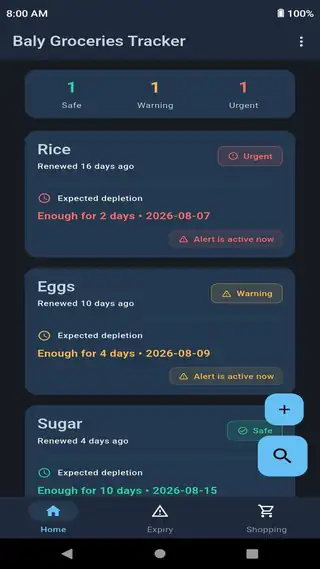 8:00 AM 100%
Baly Groceries Tracker
1 1 1
Safe Warning Urgent
Rice
Urgent
Renewed 16 days ago
Expected depletion
Enough for 2 days • 2026-08-07
Alert is active now
Eggs
Warning
Renewed 10 days ago
Expected depletion
Enough for 4 days • 2026-08-09
Alert is active now
Sugar
Safe
Renewed 4 days ago
Expected depletion
Enough for 10 days • 2026-08-15
Home Expiry Shopping